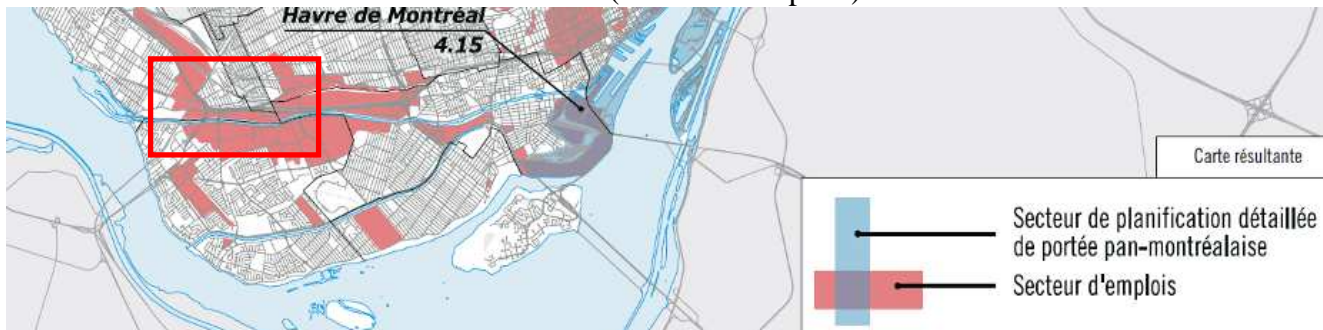 Havre de Montréal
4.15
Carte résultante
Secteur de planification détaillée
de portée pan-montréalaise
Secteur d'emplois